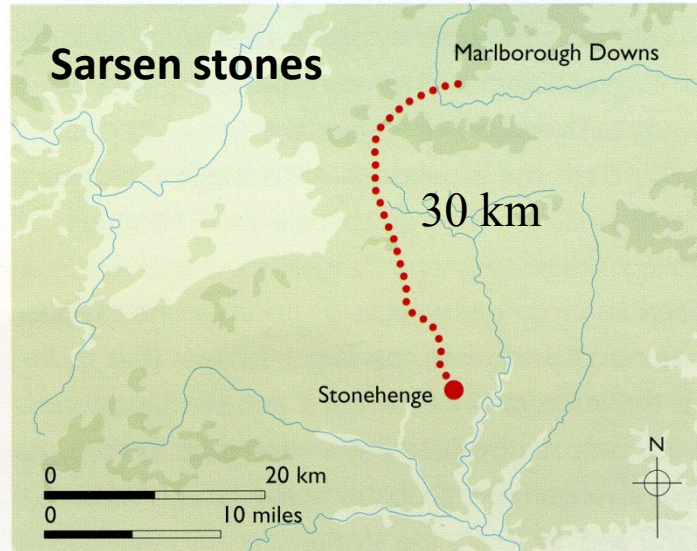 Sarsen stones
Marlborough Downs
30 km
Stonehenge
N
0 20 km
0 10 miles